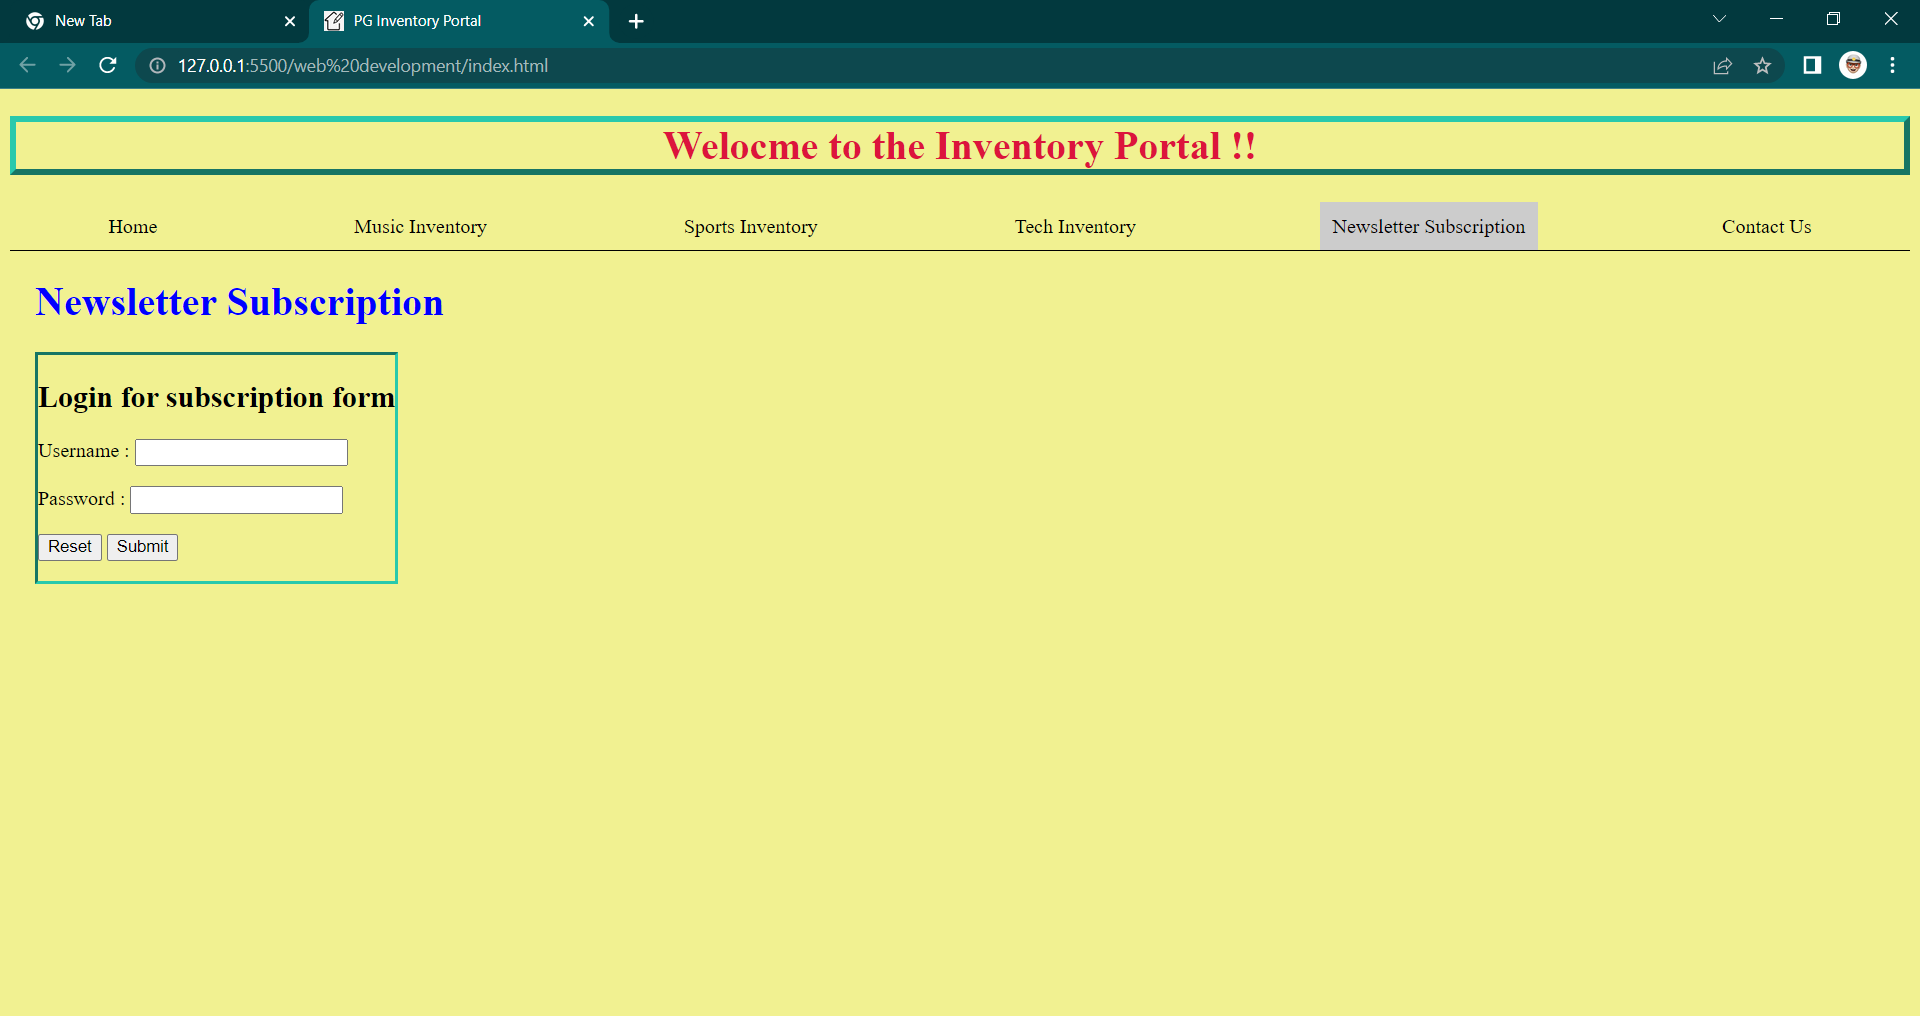 New Tab
PG Inventory Portal
127.0.0.1:5500/web%20development/index.html
Welocme to the Inventory Portal !!
Home Music Inventory Sports Inventory Tech Inventory Newsletter Subscription Contact Us
Newsletter Subscription
Login for subscription form
Username :
Password :
Reset Submit